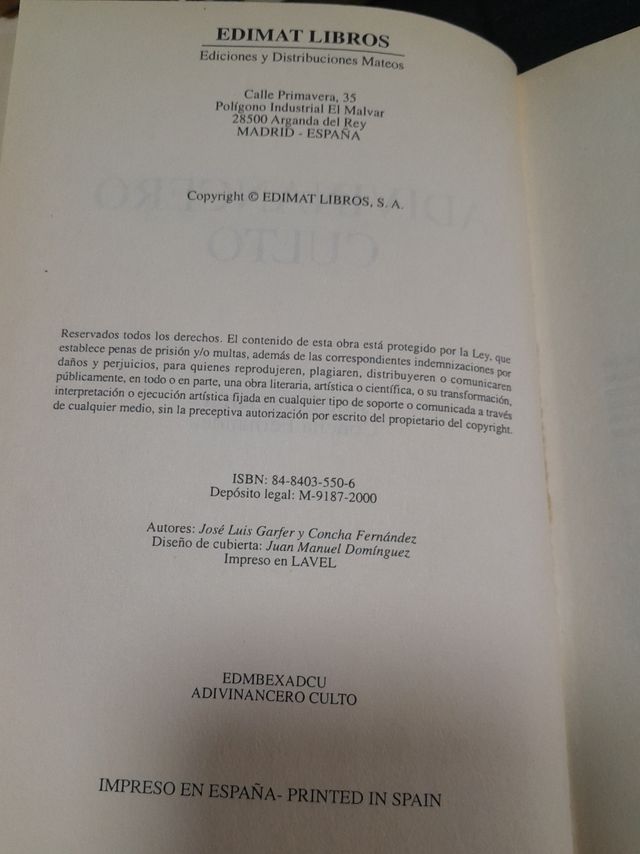 EDIMAT LIBROS
Ediciones y Distribuciones Mateos
Calle Primavera, 35
Polígono Industrial El Malvar
28500 Arganda del Rey
MADRID - ESPAÑA
Copyright © EDIMAT LIBROS, S. A.
Reservados todos los derechos. El contenido de esta obra está protegido por la Ley, que
establece penas de prisión y/o multas, además de las correspondientes indemnizaciones por
daños y perjuicios, para quienes reprodujeren, plagiaren, distribuyeren o comunicaren
públicamente, en todo o en parte, una obra literaria, artística o científica, o su transformación,
interpretación o ejecución artística fijada en cualquier tipo de soporte o comunicada a través
de cualquier medio, sin la preceptiva autorización por escrito del propietario del copyright.
ISBN: 84-8403-550-6
Depósito legal: M-9187-2000
Autores: José Luis Garfer y Concha Fernández
Diseño de cubierta: Juan Manuel Domínguez
Impreso en LAVEL
EDMBEXADCU
ADIVINANCERO CULTO
IMPRESO EN ESPAÑA- PRINTED IN SPAIN